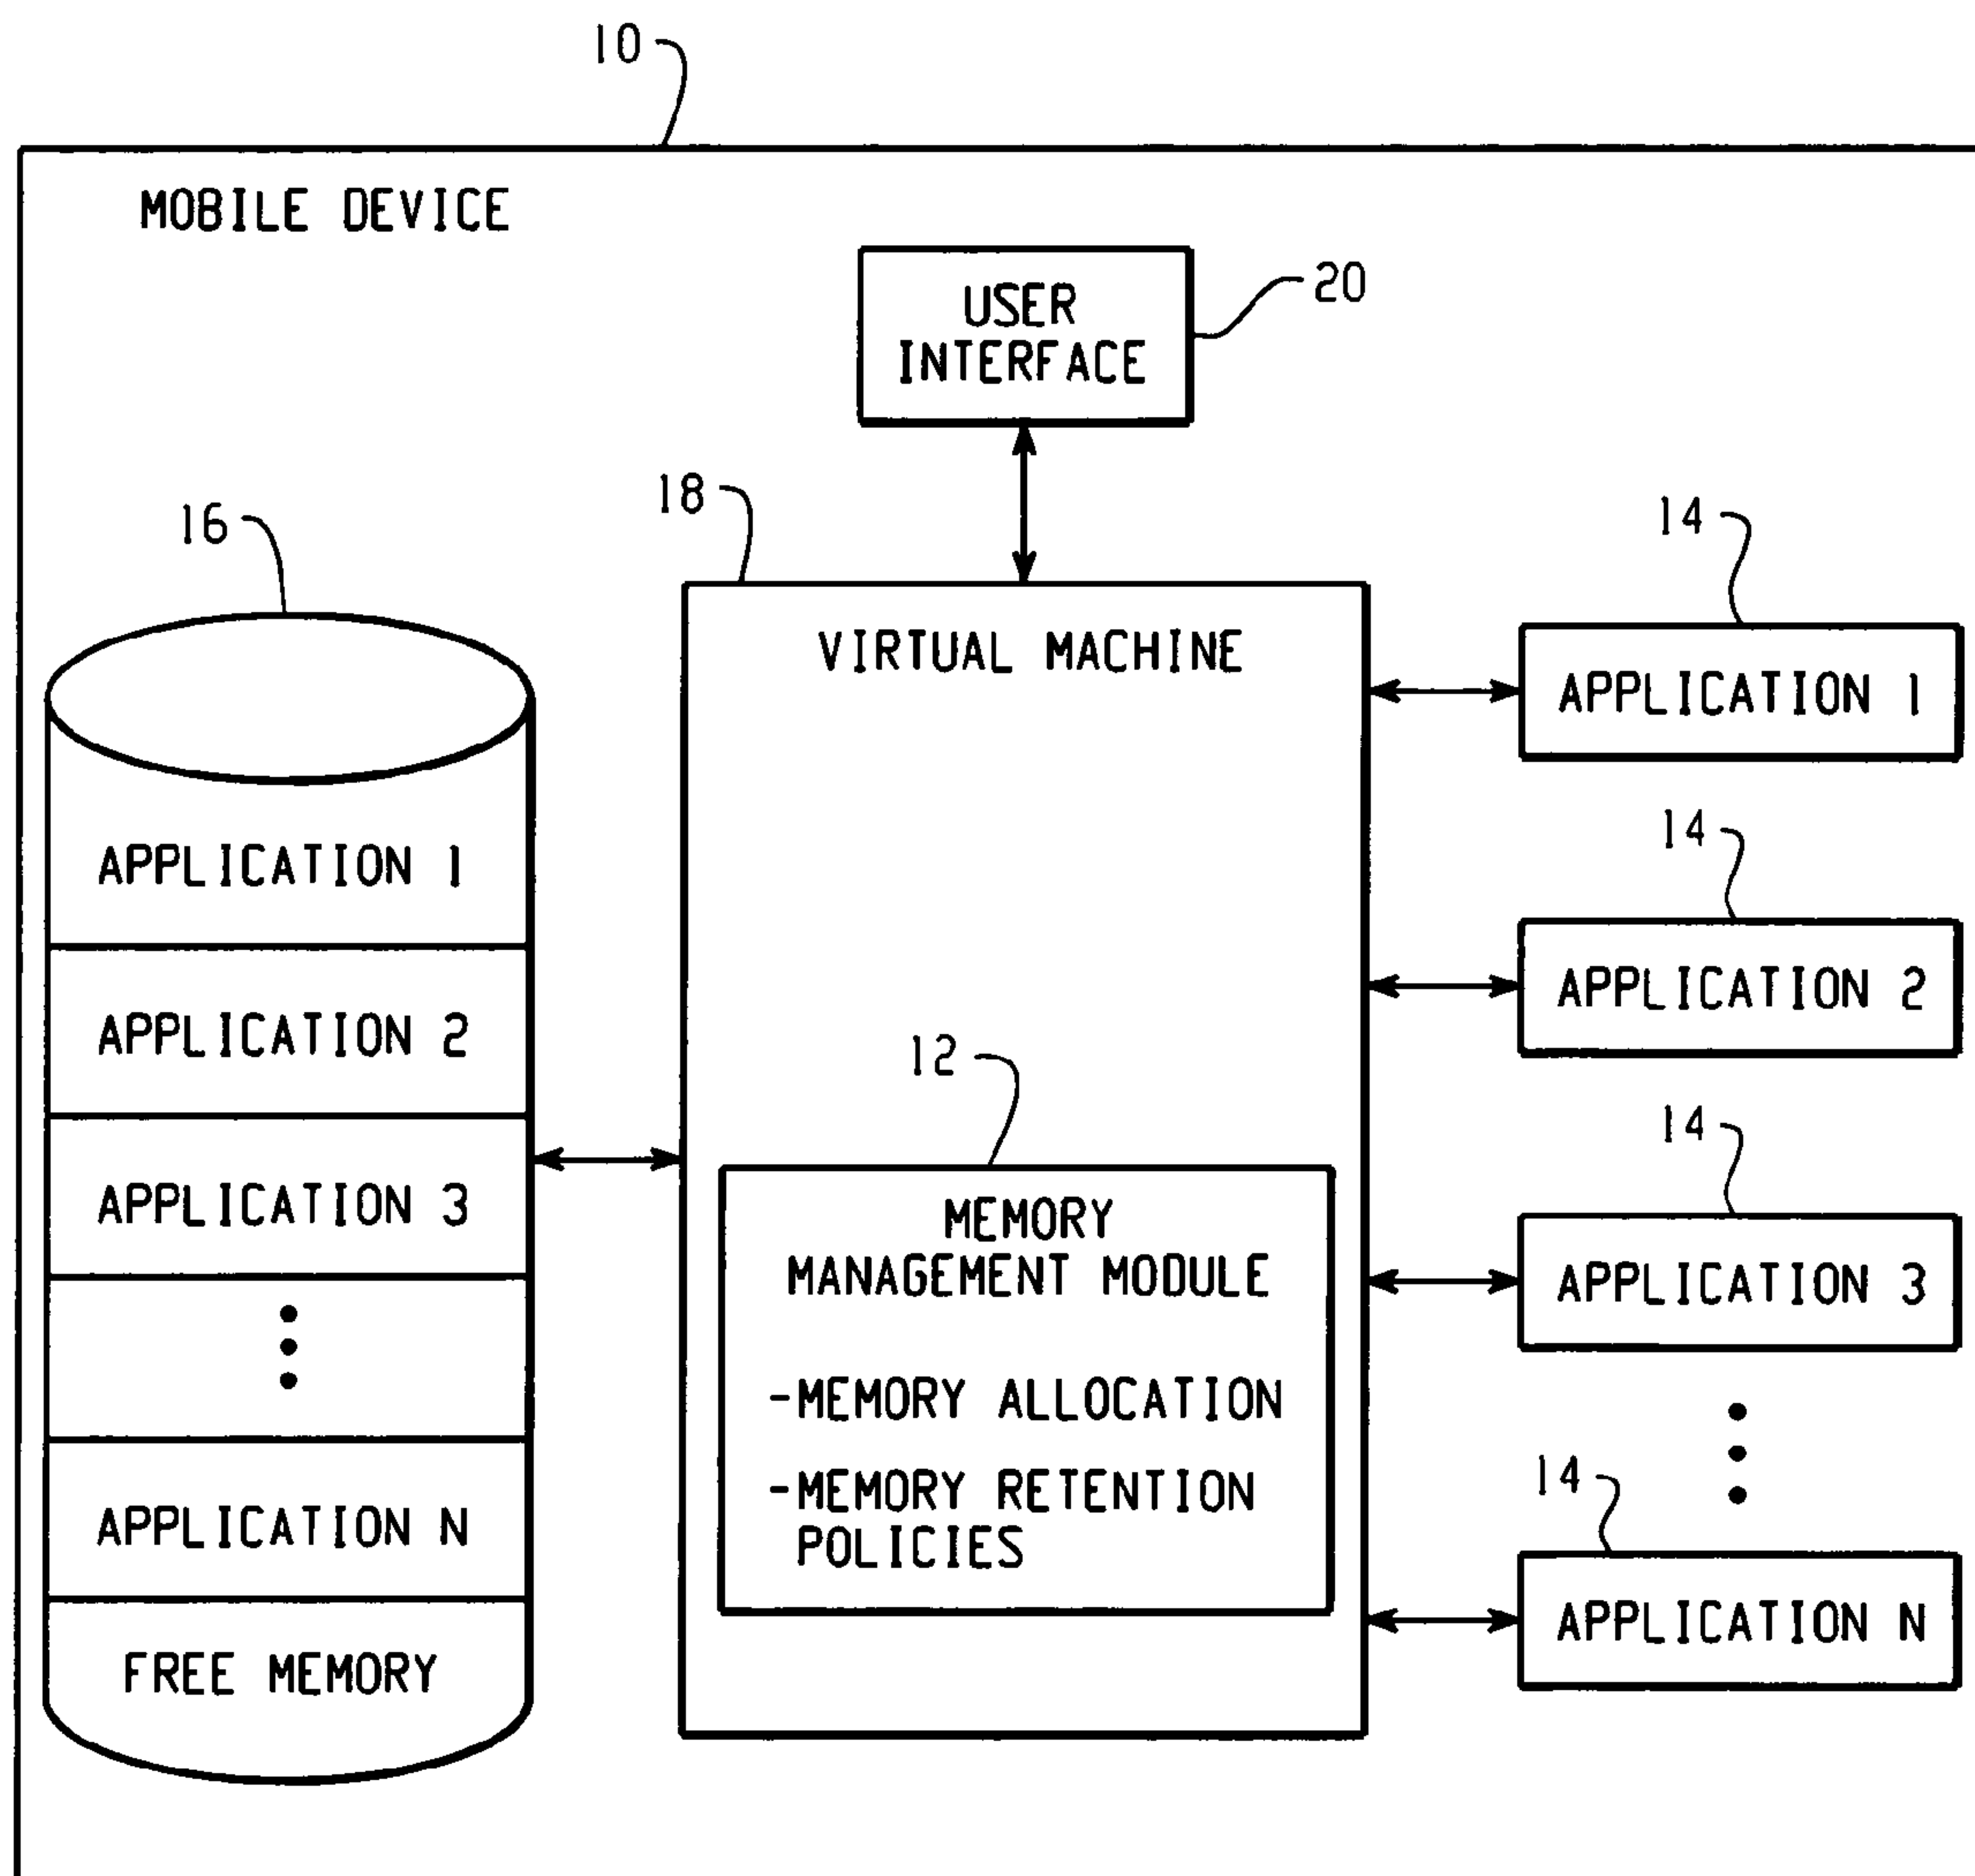 10
MOBILE DEVICE
USER
INTERFACE
20
18
16
14
VIRTUAL MACHINE
APPLICATION 1
14
APPLICATION 2
12
14
APPLICATION 3
14
APPLICATION N
APPLICATION 1
APPLICATION 2
APPLICATION 3
APPLICATION N
FREE MEMORY
MEMORY
MANAGEMENT MODULE
-MEMORY ALLOCATION
-MEMORY RETENTION
POLICIES